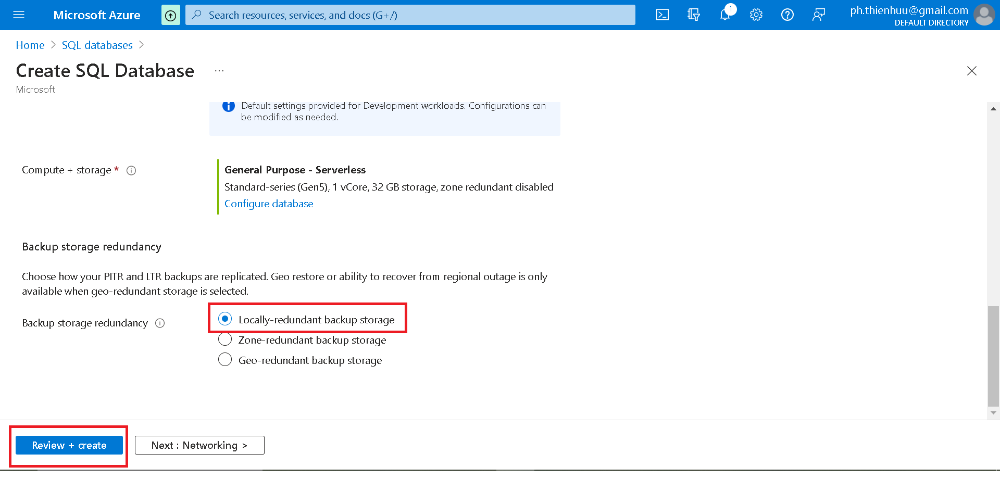 Microsoft Azure
Search resources, services, and docs (G+/)
1
ph.thienhuu@gmail.com
DEFAULT DIRECTORY
Home > SQL databases >
Create SQL Database ...
Microsoft
Default settings provided for Development workloads. Configurations can
be modified as needed.
Compute + storage *
General Purpose - Serverless
Standard-series (Gen5), 1 vCore, 32 GB storage, zone redundant disabled
Configure database
Backup storage redundancy
Choose how your PITR and LTR backups are replicated. Geo restore or ability to recover from regional outage is only
available when geo-redundant storage is selected.
Backup storage redundancy
Locally-redundant backup storage
Zone-redundant backup storage
Geo-redundant backup storage
Review + create
Next : Networking >